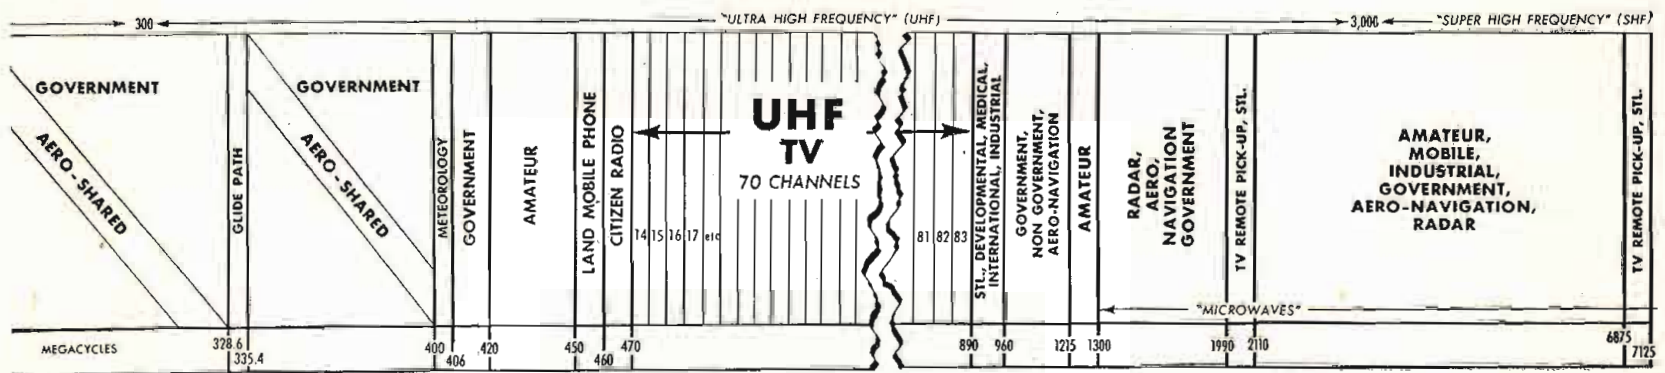 300
"ULTRA HIGH FREQUENCY" (UHF)
3,000
"SUPER HIGH FREQUENCY" (SHF)
GOVERNMENT
AERO-SHARED
GLIDE PATH
GOVERNMENT
AERO-SHARED
METEOROLOGY
GOVERNMENT
AMATEUR
LAND MOBILE PHONE
CITIZEN RADIO
14 15 16 17 etc
UHF
TV
70 CHANNELS
81 82 83
STL, DEVELOPMENTAL, MEDICAL,
INTERNATIONAL, INDUSTRIAL
GOVERNMENT,
NON GOVERNMENT,
AERO-NAVIGATION
AMATEUR
RADAR,
AERO,
NAVIGATION
GOVERNMENT
TV REMOTE PICK-UP, STL.
AMATEUR,
MOBILE,
INDUSTRIAL,
GOVERNMENT,
AERO-NAVIGATION,
RADAR
TV REMOTE PICK-UP, STL.
"MICROWAVES"
MEGACYCLES
328.6
335.4
400
406
420
450
460
470
890
960
1215
1300
1990
2110
6875
7125